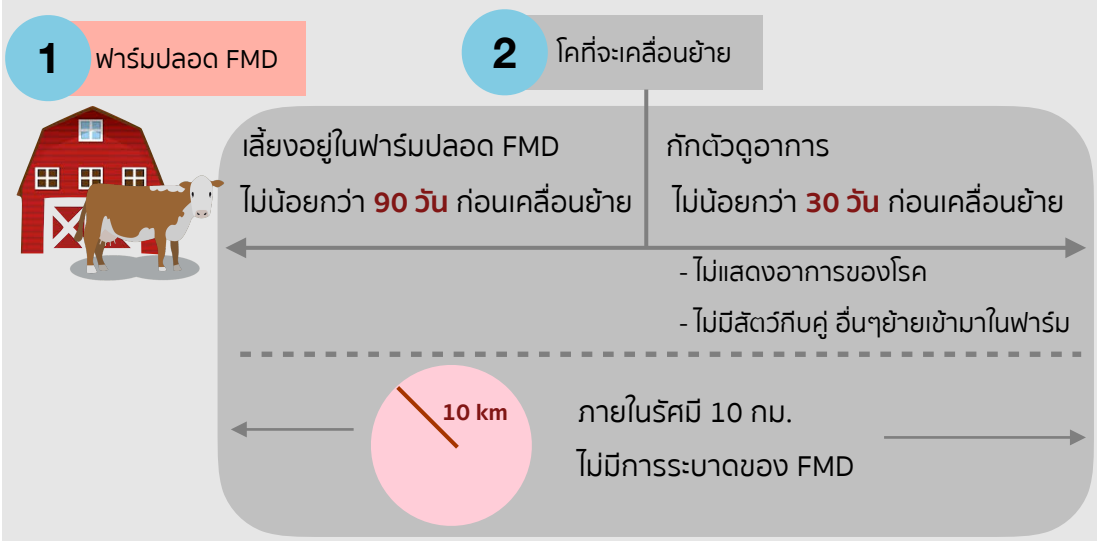 1 ฟาร์มปลอด FMD
2 โคที่จะเคลื่อนย้าย
เลี้ยงอยู่ในฟาร์มปลอด FMD
ไม่น้อยกว่า 90 วัน ก่อนเคลื่อนย้าย
กักตัวดูอาการ
ไม่น้อยกว่า 30 วัน ก่อนเคลื่อนย้าย
- ไม่แสดงอาการของโรค
- ไม่มีสัตว์กีบคู่ อื่นๆย้ายเข้ามาในฟาร์ม
10 km
ภายในรัศมี 10 กม.
ไม่มีการระบาดของ FMD